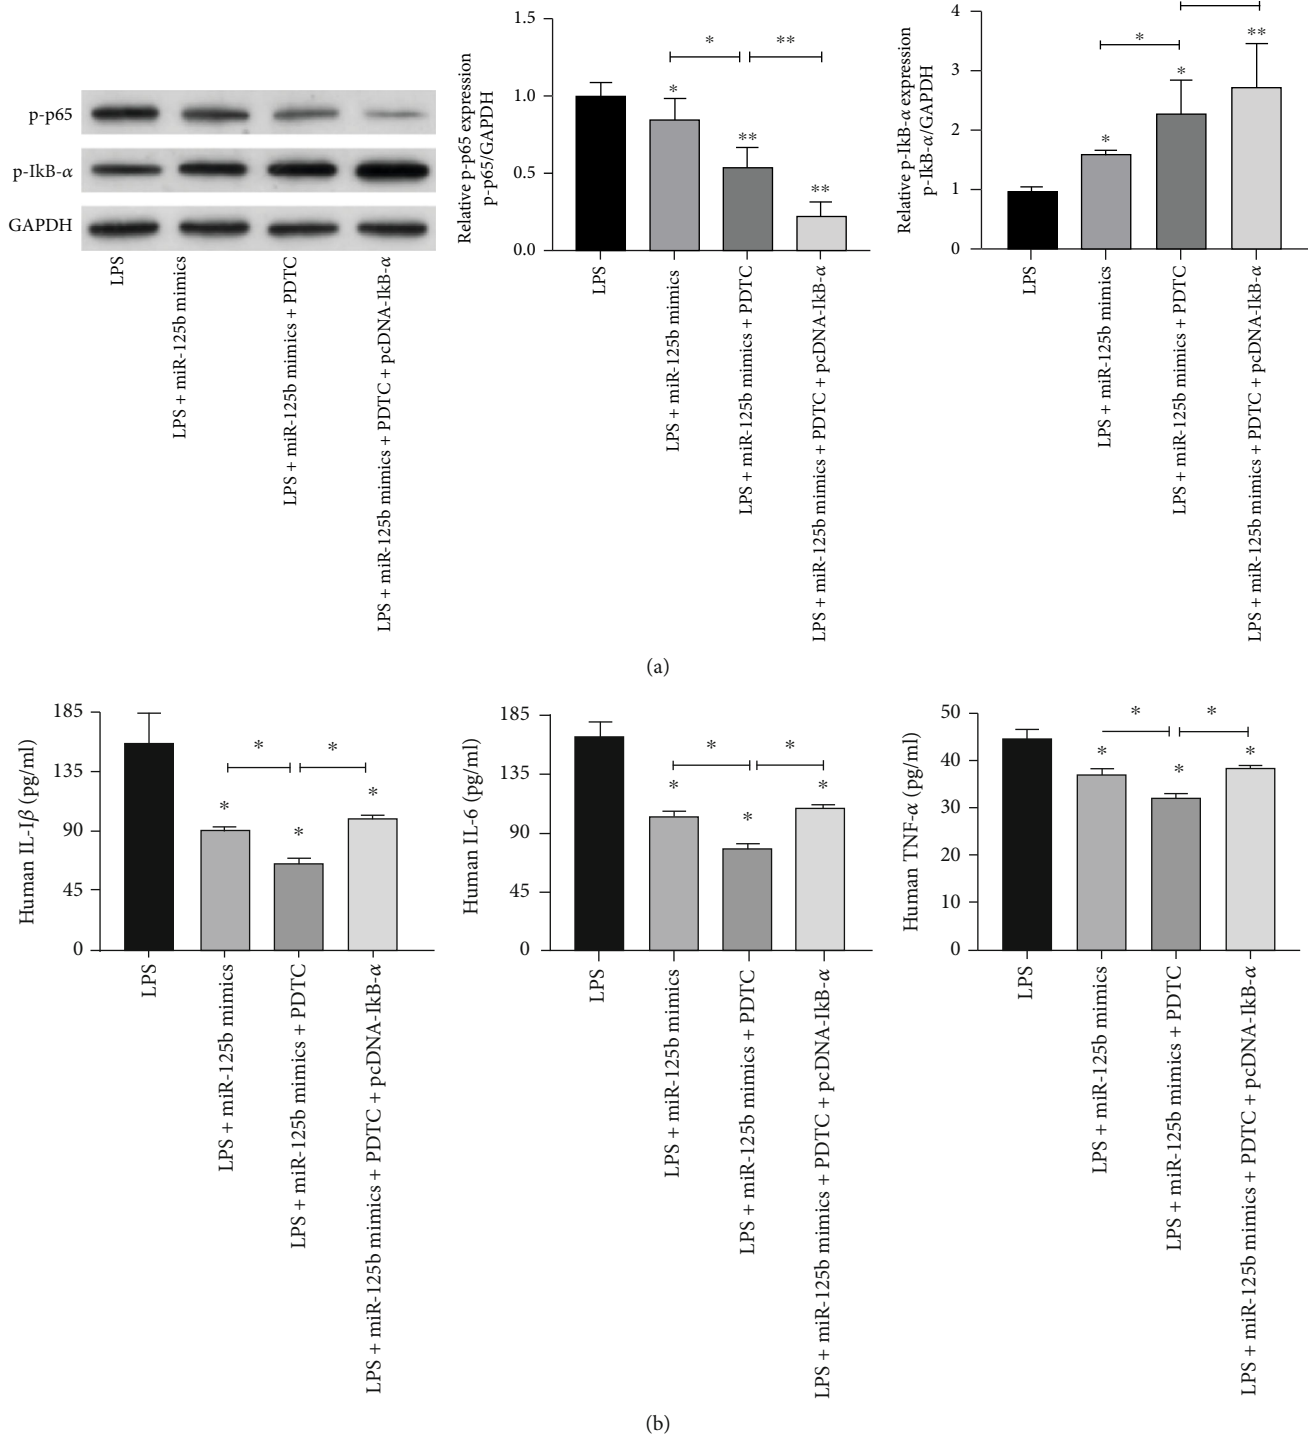 p-p65
p-IkB-α
GAPDH
LPS
LPS + miR-125b mimics
LPS + miR-125b mimics + PDTC
LPS + miR-125b mimics + PDTC + pcDNA-IkB-α
Relative p-p65 expression
p-p65/GAPDH
1.5
1.0
0.5
0.0
*
**
*
**
**
LPS
LPS + miR-125b mimics
LPS + miR-125b mimics + PDTC
LPS + miR-125b mimics + PDTC + pcDNA-IkB-α
Relative p-IkB-α expression
p-IkB-α/GAPDH
4
3
2
1
0
*
**
*
*
LPS
LPS + miR-125b mimics
LPS + miR-125b mimics + PDTC
LPS + miR-125b mimics + PDTC + pcDNA-IkB-α
(a)
Human IL-Iβ (pg/ml)
185
135
90
45
0
*
*
*
*
*
LPS
LPS + miR-125b mimics
LPS + miR-125b mimics + PDTC
LPS + miR-125b mimics + PDTC + pcDNA-IkB-α
Human IL-6 (pg/ml)
185
135
90
45
0
*
*
*
*
*
LPS
LPS + miR-125b mimics
LPS + miR-125b mimics + PDTC
LPS + miR-125b mimics + PDTC + pcDNA-IkB-α
Human TNF-α (pg/ml)
50
40
30
20
10
0
*
*
*
*
*
LPS
LPS + miR-125b mimics
LPS + miR-125b mimics + PDTC
LPS + miR-125b mimics + PDTC + pcDNA-IkB-α
(b)